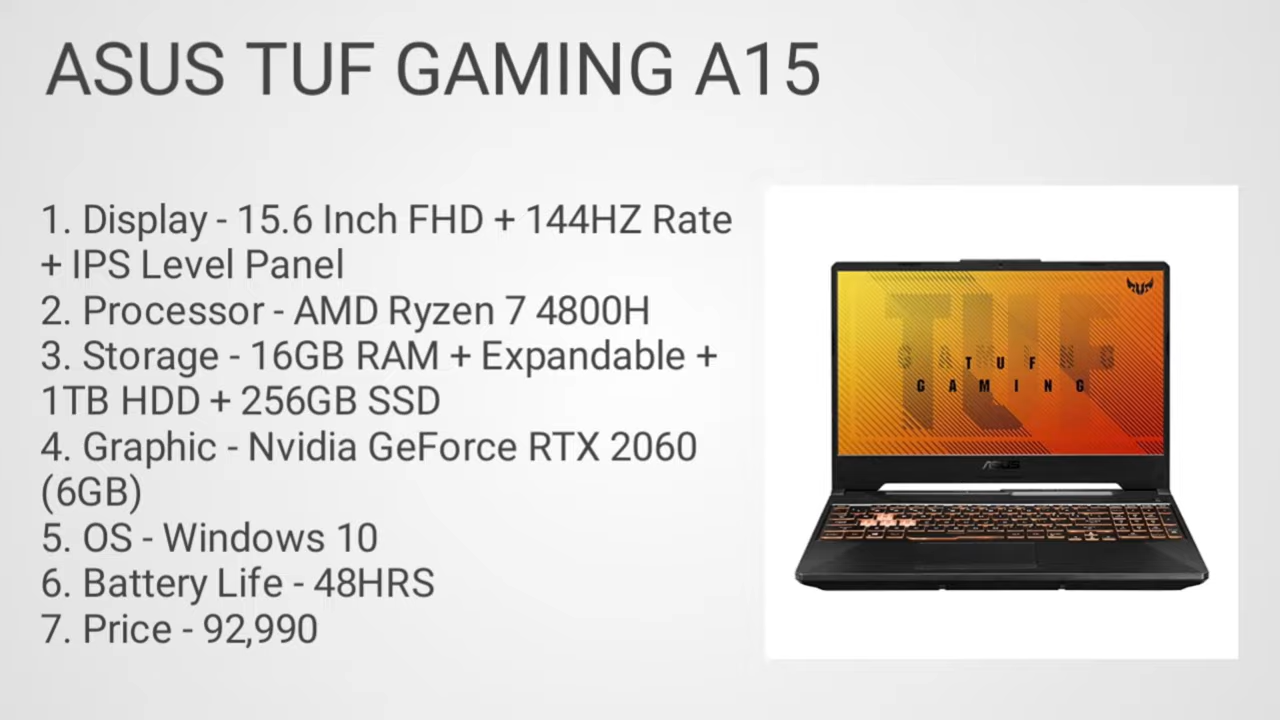 ASUS TUF GAMING A15
1. Display - 15.6 Inch FHD + 144HZ Rate
+ IPS Level Panel
2. Processor - AMD Ryzen 7 4800H
3. Storage - 16GB RAM + Expandable +
1TB HDD + 256GB SSD
4. Graphic - Nvidia GeForce RTX 2060
(6GB)
5. OS - Windows 10
6. Battery Life - 48HRS
7. Price - 92,990
TUF
GAMING
TUF
GAMING
ASUS